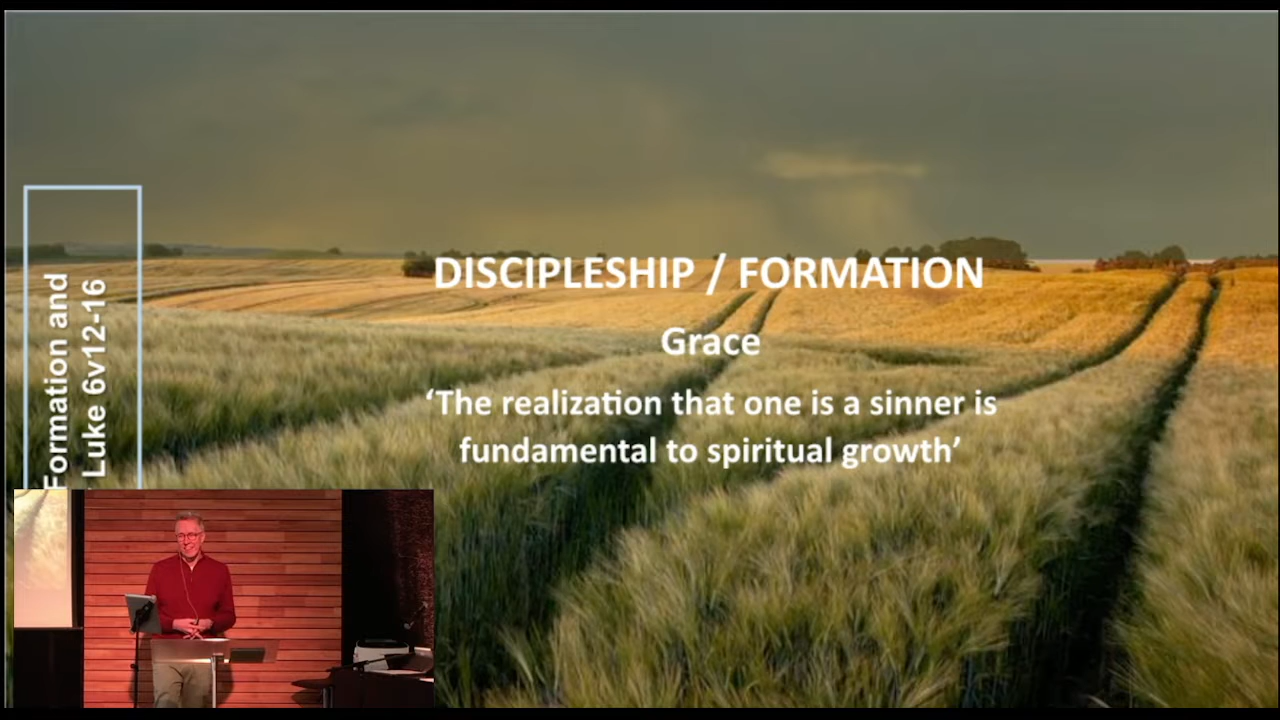 Formation and
Luke 6v12-16
DISCIPLESHIP / FORMATION
Grace
‘The realization that one is a sinner is
fundamental to spiritual growth’